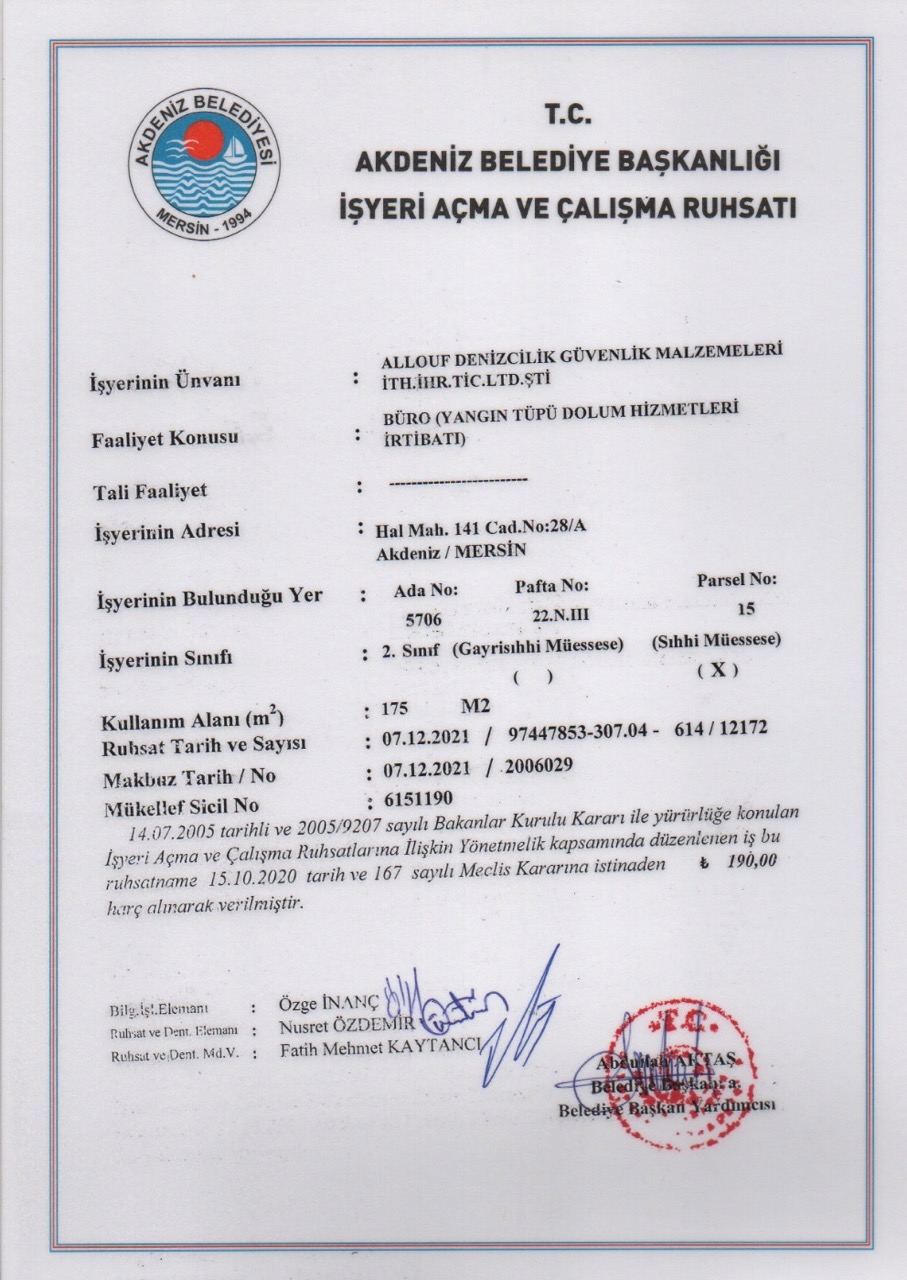 AKDENİZ BELEDİYESİ
MERSİN - 1994
T.C.
AKDENİZ BELEDİYE BAŞKANLIĞI
İŞYERİ AÇMA VE ÇALIŞMA RUHSATI
İşyerinin Ünvanı : ALLOUF DENİZCİLİK GÜVENLİK MALZEMELERİ
İTH.İHR.TİC.LTD.ŞTİ
Faaliyet Konusu : BÜRO (YANGIN TÜPÜ DOLUM HİZMETLERİ
İRTİBATI)
Tali Faaliyet : -------------------------
İşyerinin Adresi : Hal Mah. 141 Cad.No:28/A
Akdeniz / MERSİN
İşyerinin Bulunduğu Yer : Ada No: Pafta No: Parsel No:
5706 22.N.III 15
İşyerinin Sınıfı : 2. Sınıf (Gayrisıhhi Müessese) (Sıhhi Müessese)
( ) ( X )
Kullanım Alanı (m²) : 175 M2
Ruhsat Tarih ve Sayısı : 07.12.2021 / 97447853-307.04 - 614 / 12172
Makbuz Tarih / No : 07.12.2021 / 2006029
Mükellef Sicil No : 6151190
14.07.2005 tarihli ve 2005/9207 sayılı Bakanlar Kurulu Kararı ile yürürlüğe konulan
İşyeri Açma ve Çalışma Ruhsatlarına İlişkin Yönetmelik kapsamında düzenlenen iş bu
ruhsatname 15.10.2020 tarih ve 167 sayılı Meclis Kararına istinaden ₺ 190,00
harç alınarak verilmiştir.
Bilg.İşl.Elemanı : Özge İNANÇ
Ruhsat ve Dent. Elemanı : Nusret ÖZDEMİR
Ruhsat ve Dent. Md.V. : Fatih Mehmet KAYTANCI
T.C.
Abdullah AKTAŞ
Belediye Başkanı a.
Belediye Başkan Yardımcısı